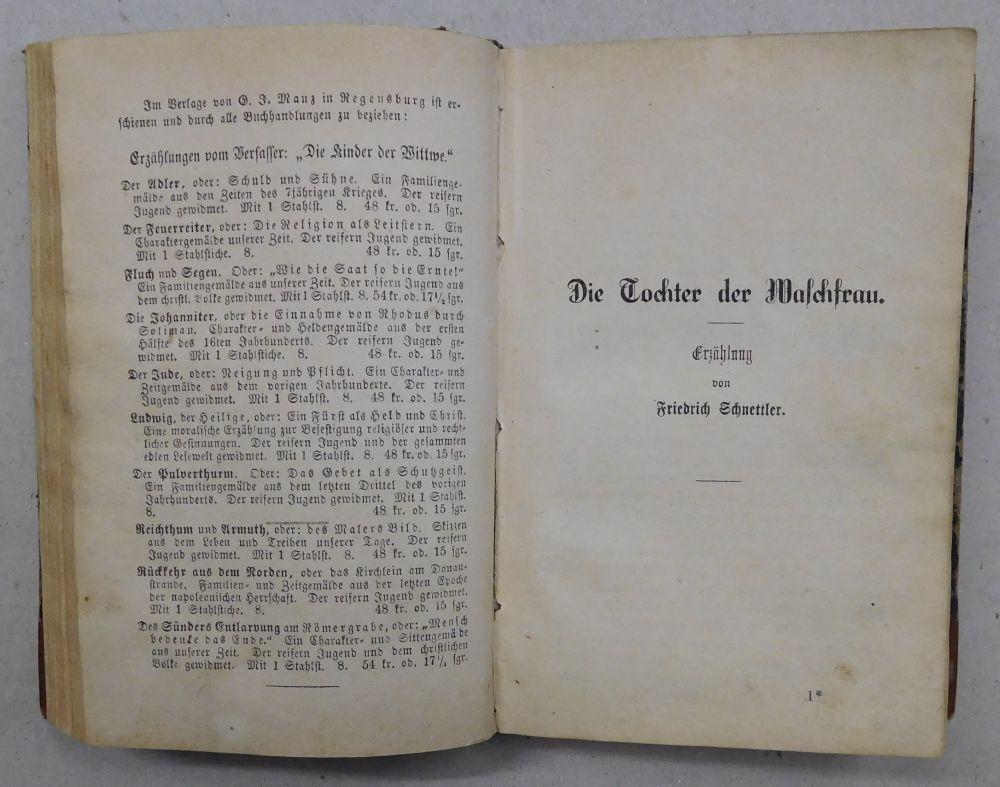 Im Verlage von G. J. Manz in Regensburg ist er-
schienen und durch alle Buchhandlungen zu beziehen:
Erzählungen vom Verfasser: „Die Kinder der Wittwe.“
Der Adler, oder: Schuld und Sühne. Ein Familienge-
mälde aus den Zeiten des 7jährigen Krieges. Der reifern
Jugend gewidmet. Mit 1 Stahlst. 8. 48 kr. od. 15 sgr.
Der Feuerreiter, oder: Die Religion als Leitstern. Ein
Charaktergemälde unserer Zeit. Der reifern Jugend gewidmet.
Mit 1 Stahlstiche. 8. 48 kr. od. 15 sgr.
Fluch und Segen. Oder: „Wie die Saat so die Ernte!“
Ein Familiengemälde aus unserer Zeit. Der reifern Jugend aus
dem christl. Volke gewidmet. Mit 1 Stahlst. 8. 54 kr. od. 17¼ sgr.
Die Johanniter, oder die Einnahme von Rhodus durch
Soliman. Charakter- und Heldengemälde aus der ersten
Hälfte des 16ten Jahrhunderts. Der reifern Jugend ge-
widmet. Mit 1 Stahlstiche. 8. 48 kr. od. 15 sgr.
Der Jude, oder: Neigung und Pflicht. Ein Charakter- und
Zeitgemälde aus dem vorigen Jahrhunderte. Der reifern
Jugend gewidmet. Mit 1 Stahlst. 8. 48 kr. od. 15 sgr.
Ludwig, der Heilige, oder: Ein Fürst als Held und Christ.
Eine moralische Erzählung zur Befestigung religiöser und recht-
licher Gesinnungen. Der reifern Jugend und der gesammten
edlen Lesewelt gewidmet. Mit 1 Stahlst. 8. 48 kr. od. 15 sgr.
Der Pulverthurm. Oder: Das Gebet als Schutzgeist.
Ein Familiengemälde aus dem letzten Drittel des vorigen
Jahrhunderts. Der reifern Jugend gewidmet. Mit 1 Stahlst.
8. 48 kr. od. 15 sgr.
Reichthum und Armuth, oder: des Malers Bild. Skizzen
aus dem Leben und Treiben unserer Tage. Der reifern
Jugend gewidmet. Mit 1 Stahlst. 8. 48 kr. od. 15 sgr.
Rückkehr aus dem Norden, oder das Kirchlein am Donau-
strande. Familien- und Zeitgemälde aus der letzten Epoche
der napoleonischen Herrschaft. Der reifern Jugend gewidmet.
Mit 1 Stahlstiche. 8. 48 kr. od. 15 sgr.
Des Sünders Entlarvung am Römergrabe, oder: „Mensch
bedenke das Ende.“ Ein Charakter- und Sittengemälde
aus unserer Zeit. Der reifern Jugend und dem christlichen
Volke gewidmet. Mit 1 Stahlst. 8. 54 kr. od. 17¼ sgr.
Die Tochter der Waschfrau.
Erzählung
von
Friedrich Schnettler.
1*